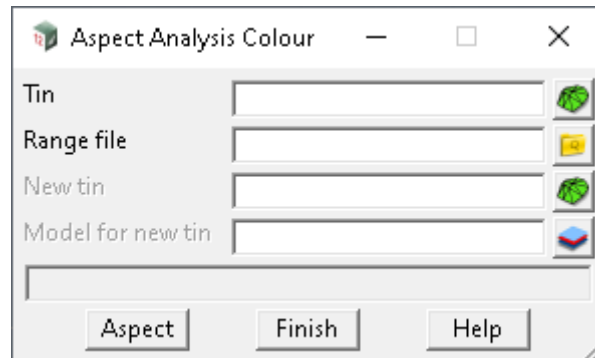 Aspect Analysis Colour
Tin
Range file
New tin
Model for new tin
Aspect Finish Help